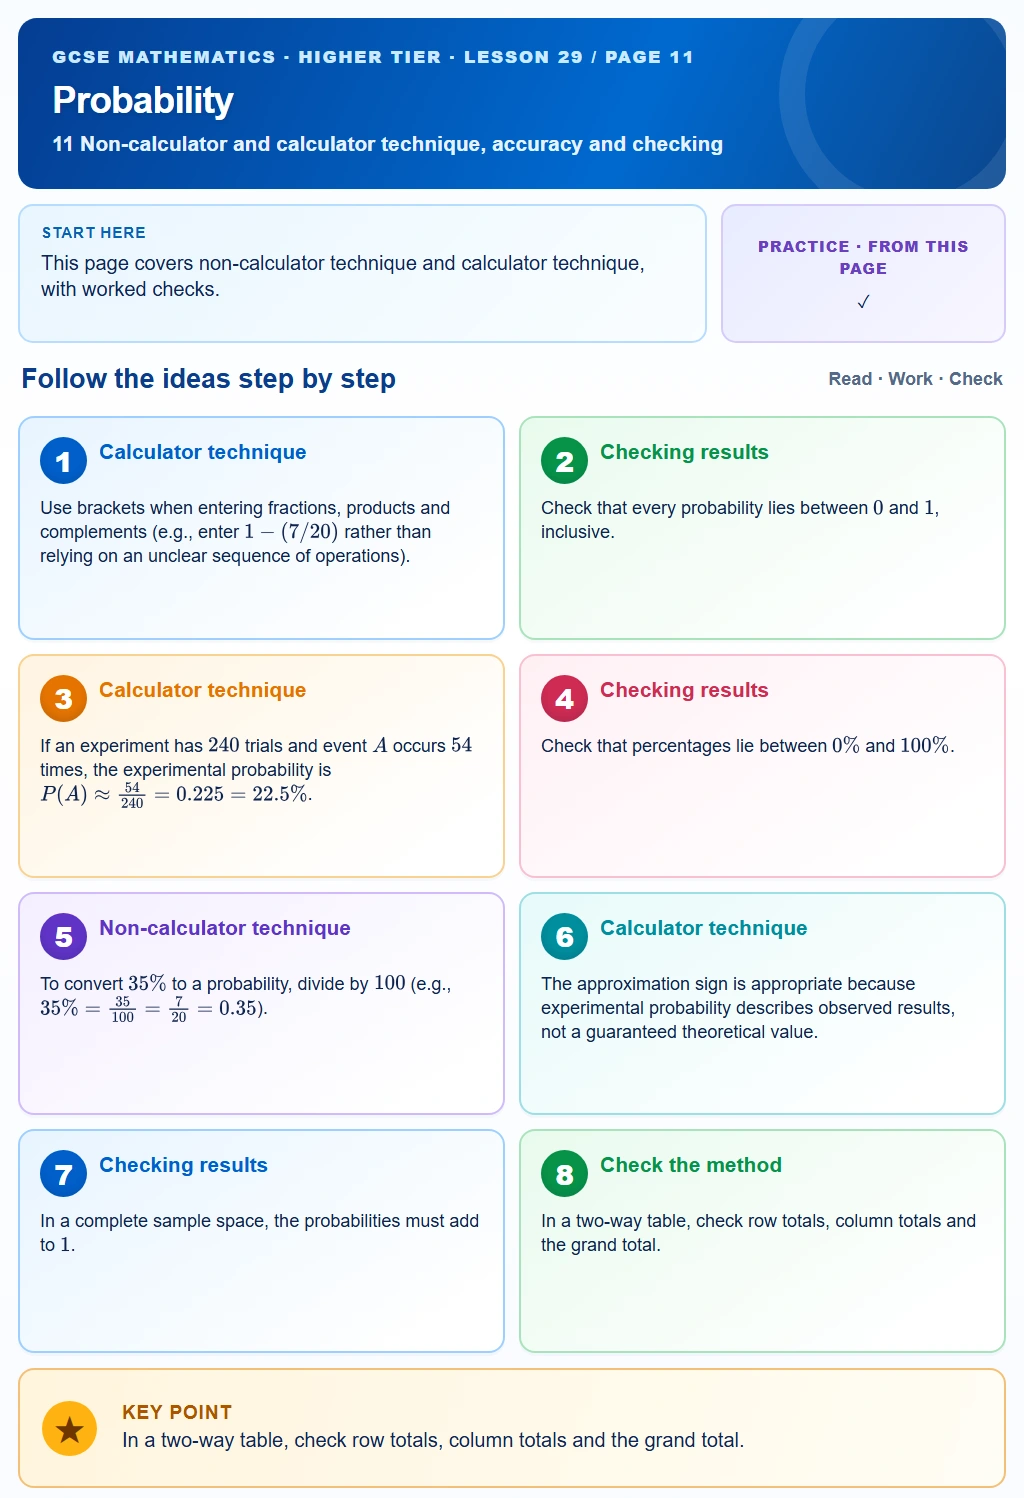 GCSE MATHEMATICS · HIGHER TIER · LESSON 29 / PAGE 11
Probability
11 Non-calculator and calculator technique, accuracy and checking
START HERE
This page covers non-calculator technique and calculator technique,
with worked checks.
PRACTICE · FROM THIS
PAGE
✓
Follow the ideas step by step
Read · Work · Check
1 Calculator technique
Use brackets when entering fractions, products and
complements (e.g., enter 1 − (7/20) rather than
relying on an unclear sequence of operations).
2 Checking results
Check that every probability lies between 0 and 1,
inclusive.
3 Calculator technique
If an experiment has 240 trials and event A occurs 54
times, the experimental probability is
P(A) ≈ 54/240 = 0.225 = 22.5%.
4 Checking results
Check that percentages lie between 0% and 100%.
5 Non-calculator technique
To convert 35% to a probability, divide by 100 (e.g.,
35% = 35/100 = 7/20 = 0.35).
6 Calculator technique
The approximation sign is appropriate because
experimental probability describes observed results,
not a guaranteed theoretical value.
7 Checking results
In a complete sample space, the probabilities must add
to 1.
8 Check the method
In a two-way table, check row totals, column totals and
the grand total.
★
KEY POINT
In a two-way table, check row totals, column totals and the grand total.